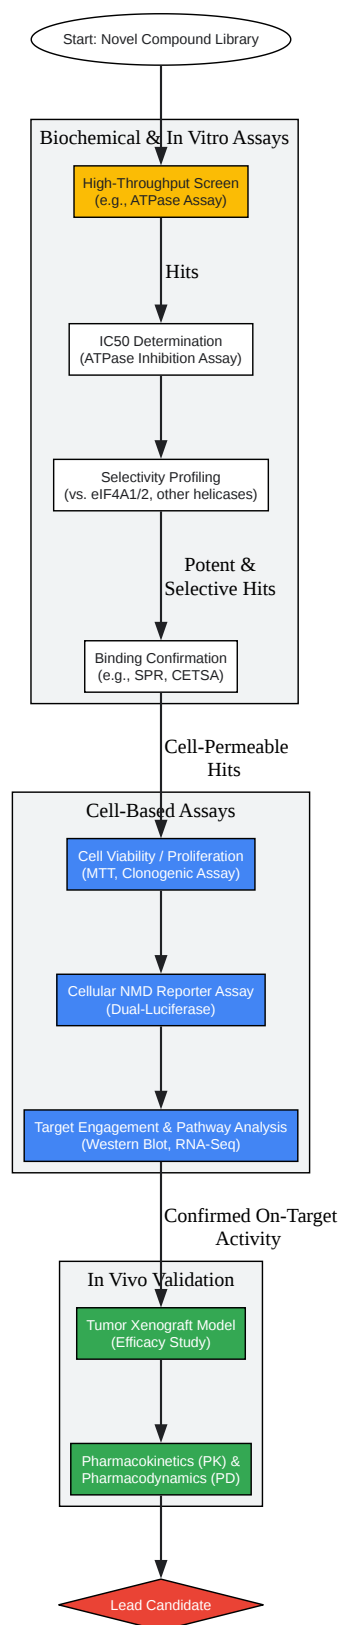 Start: Novel Compound Library
Biochemical & In Vitro Assays
High-Throughput Screen
(e.g., ATPase Assay)
Hits
IC50 Determination
(ATPase Inhibition Assay)
Selectivity Profiling
(vs. eIF4A1/2, other helicases)
Potent &
Selective Hits
Binding Confirmation
(e.g., SPR, CETSA)
Cell-Permeable
Hits
Cell-Based Assays
Cell Viability / Proliferation
(MTT, Clonogenic Assay)
Cellular NMD Reporter Assay
(Dual-Luciferase)
Target Engagement & Pathway Analysis
(Western Blot, RNA-Seq)
Confirmed On-Target
Activity
In Vivo Validation
Tumor Xenograft Model
(Efficacy Study)
Pharmacokinetics (PK) &
Pharmacodynamics (PD)
Lead Candidate